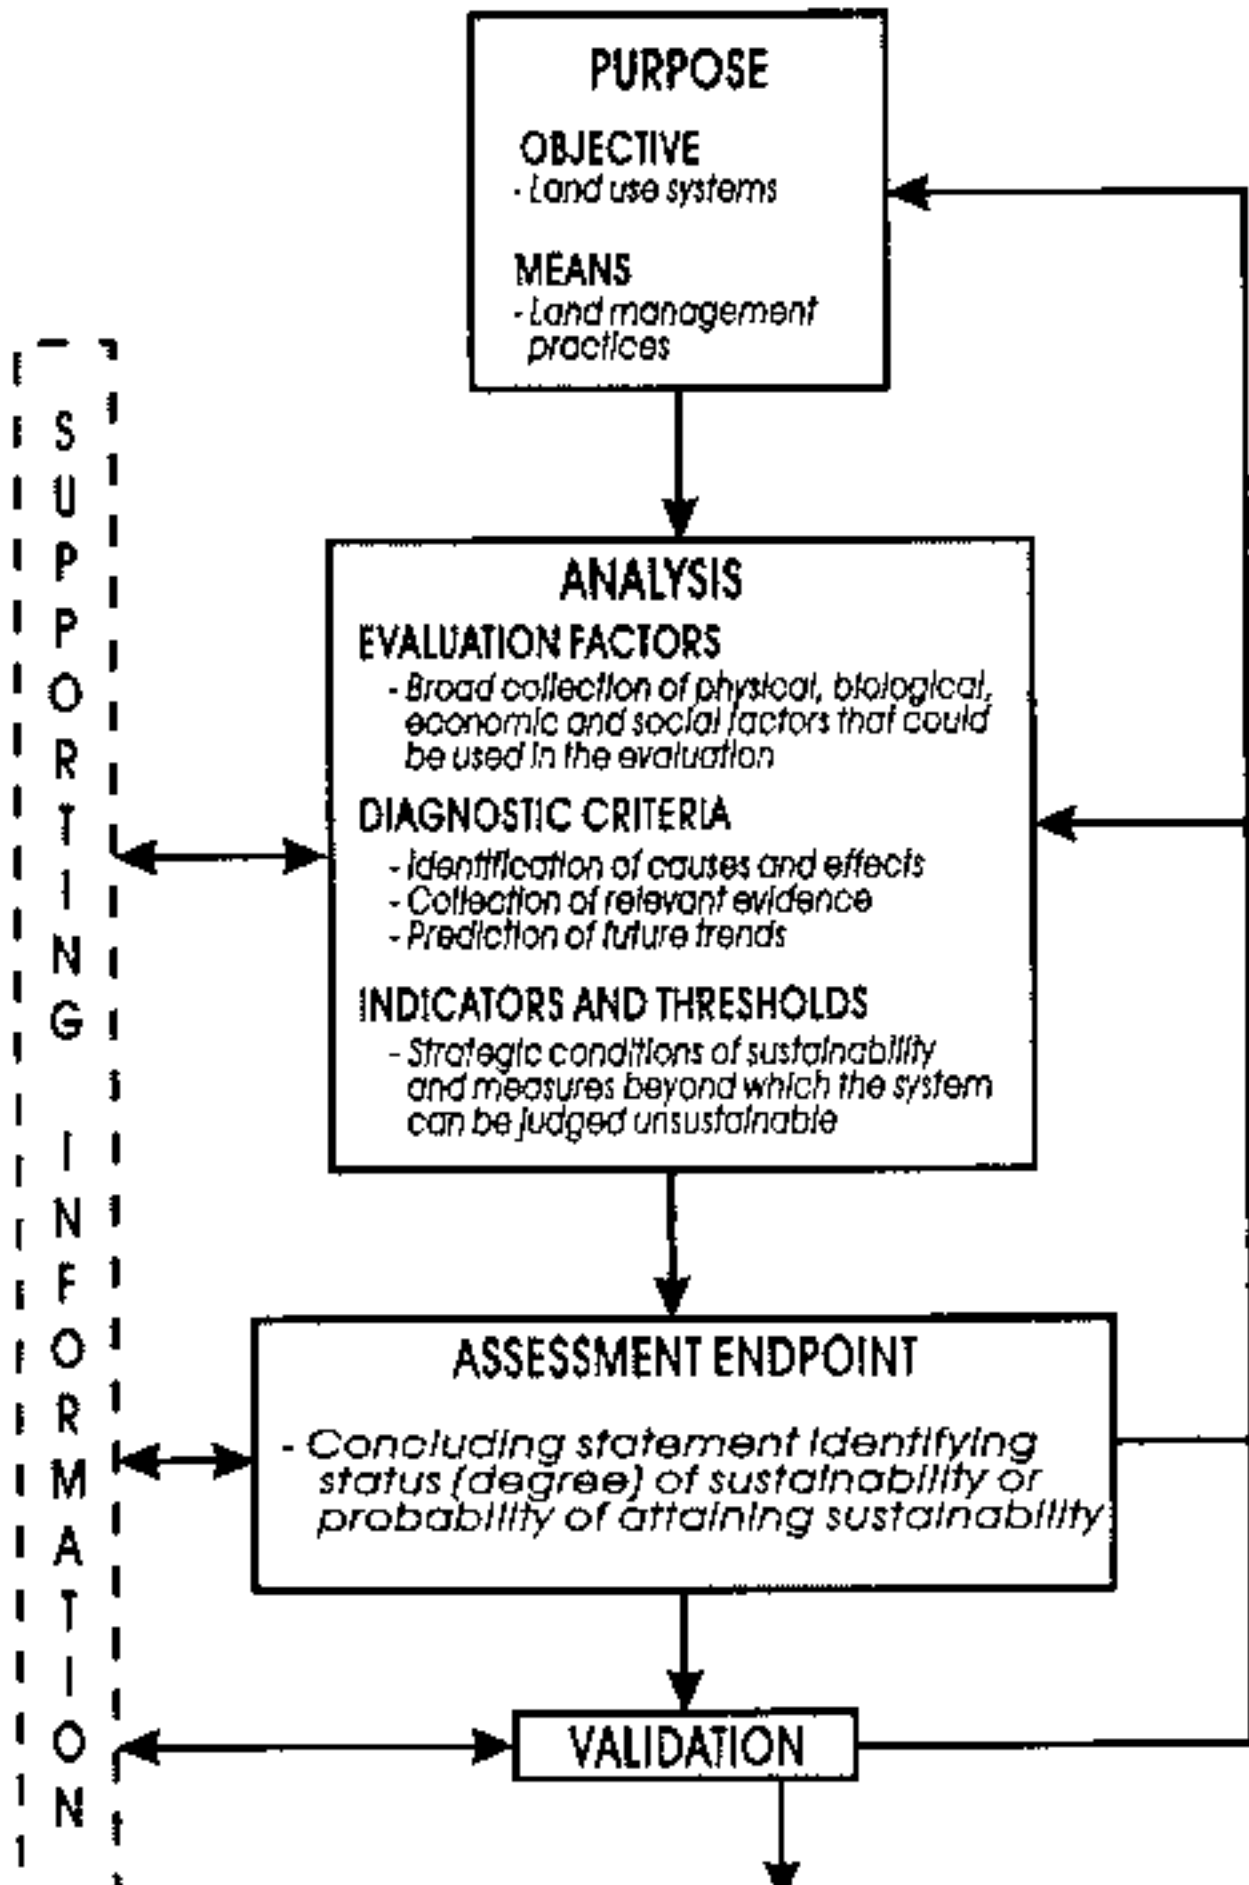 PURPOSE
OBJECTIVE
- Land use systems
MEANS
- Land management
practices
SUPPORTING INFORMATION
ANALYSIS
EVALUATION FACTORS
- Broad collection of physical, biological,
economic and social factors that could
be used in the evaluation
DIAGNOSTIC CRITERIA
- Identification of causes and effects
- Collection of relevant evidence
- Prediction of future trends
INDICATORS AND THRESHOLDS
- Strategic conditions of sustainability
and measures beyond which the system
can be judged unsustainable
ASSESSMENT ENDPOINT
- Concluding statement identifying
status (degree) of sustainability or
probability of attaining sustainability
VALIDATION